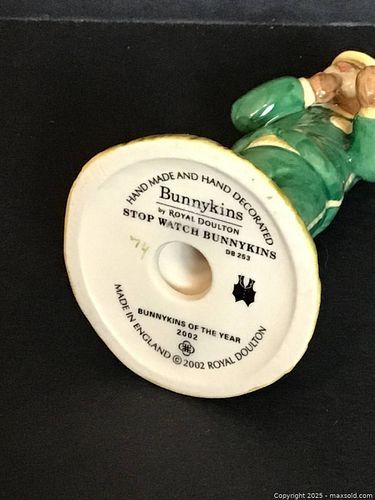 HAND MADE AND HAND DECORATED
Bunnykins
by ROYAL DOULTON
STOP WATCH BUNNYKINS
DB 253
BUNNYKINS OF THE YEAR
2002
MADE IN ENGLAND © 2002 ROYAL DOULTON
Copyright 2025 - maxsold.com